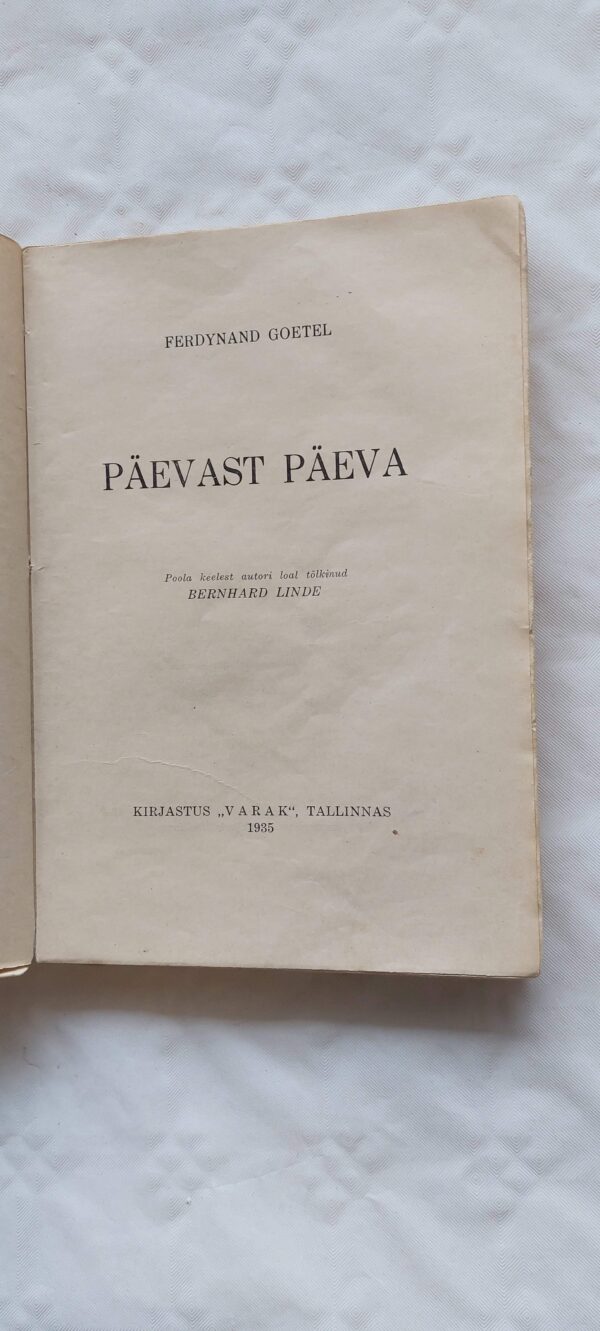 FERDYNAND GOETEL
PÄEVAST PÄEVA
Poola keelest autori loal tõlkinud
BERNHARD LINDE
KIRJASTUS „VARAK“, TALLINNAS
1935